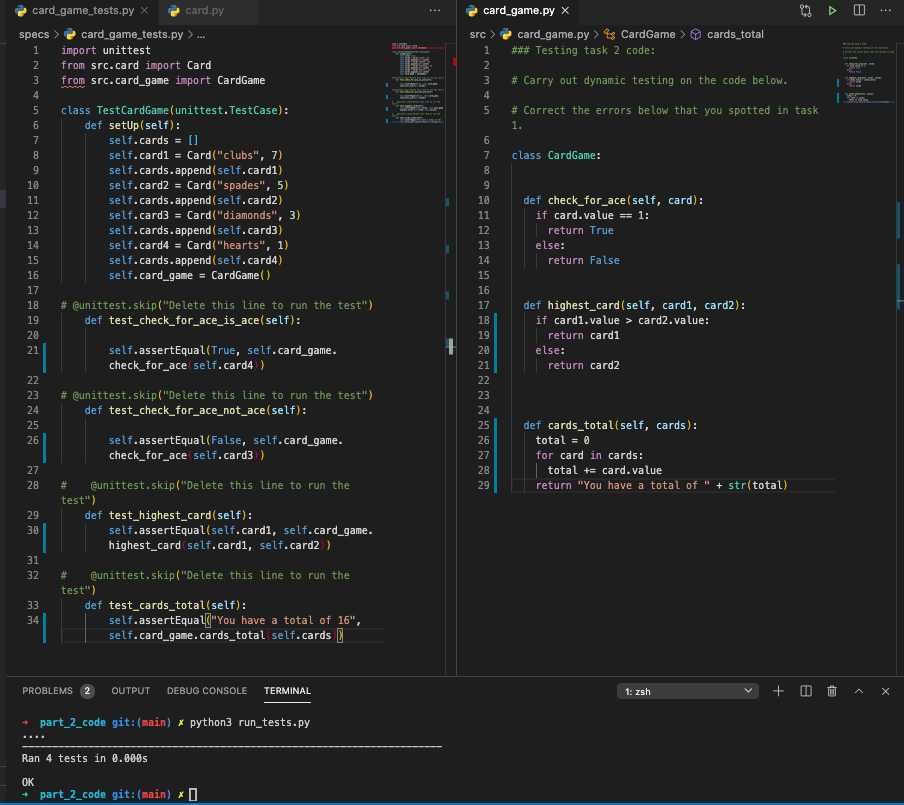 card_game_tests.py
card.py
card_game.py
specs > card_game_tests.py > ...
src > card_game.py > CardGame > cards_total
1 import unittest
2 from src.card import Card
3 from src.card_game import CardGame
4
5 class TestCardGame(unittest.TestCase):
6 def setUp(self):
7 self.cards = []
8 self.card1 = Card("clubs", 7)
9 self.cards.append(self.card1)
10 self.card2 = Card("spades", 5)
11 self.cards.append(self.card2)
12 self.card3 = Card("diamonds", 3)
13 self.cards.append(self.card3)
14 self.card4 = Card("hearts", 1)
15 self.cards.append(self.card4)
16 self.card_game = CardGame()
17
18 # @unittest.skip("Delete this line to run the test")
19 def test_check_for_ace_is_ace(self):
20
21 self.assertEqual(True, self.card_game.
check_for_ace(self.card4))
22
23 # @unittest.skip("Delete this line to run the test")
24 def test_check_for_ace_not_ace(self):
25
26 self.assertEqual(False, self.card_game.
check_for_ace(self.card3))
27
28 # @unittest.skip("Delete this line to run the
test")
29 def test_highest_card(self):
30 self.assertEqual(self.card1, self.card_game.
highest_card(self.card1, self.card2))
31
32 # @unittest.skip("Delete this line to run the
test")
33 def test_cards_total(self):
34 self.assertEqual("You have a total of 16",
self.card_game.cards_total(self.cards))
1 ### Testing task 2 code:
2
3 # Carry out dynamic testing on the code below.
4
5 # Correct the errors below that you spotted in task
1.
6
7 class CardGame:
8
9
10 def check_for_ace(self, card):
11 if card.value == 1:
12 return True
13 else:
14 return False
15
16
17 def highest_card(self, card1, card2):
18 if card1.value > card2.value:
19 return card1
20 else:
21 return card2
22
23
24
25 def cards_total(self, cards):
26 total = 0
27 for card in cards:
28 total += card.value
29 return "You have a total of " + str(total)
PROBLEMS 2 OUTPUT DEBUG CONSOLE TERMINAL 1: zsh
→ part_2_code git:(main) ✗ python3 run_tests.py
....
----------------------------------------------------------------------
Ran 4 tests in 0.000s
OK
→ part_2_code git:(main) ✗